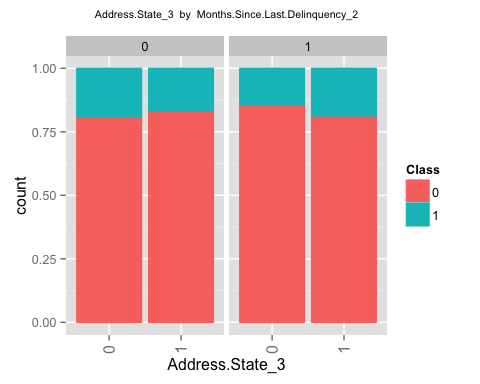 Address.State_3 by Months.Since.Last.Delinquency_2
0 1
1.00
0.75
0.50
0.25
0.00
count
0 1 0 1
Address.State_3
Class
0
1